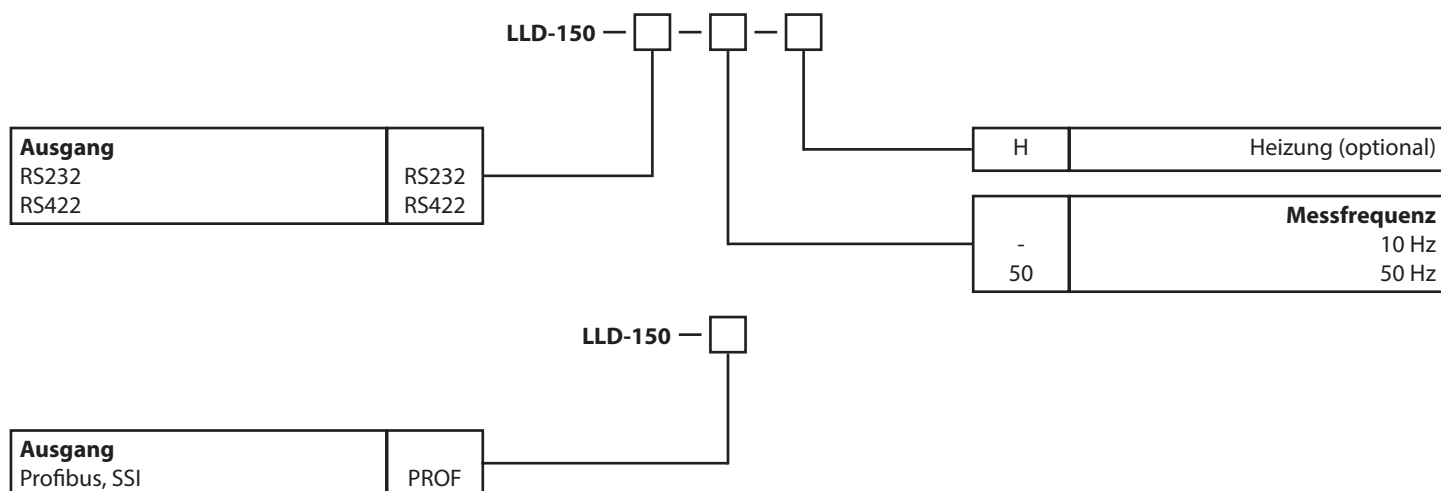 LLD-150 — —  —
Ausgang
RS232 RS232
RS422 RS422
H Heizung (optional)
Messfrequenz
- 10 Hz
50 50 Hz
LLD-150 —
Ausgang
Profibus, SSI PROF